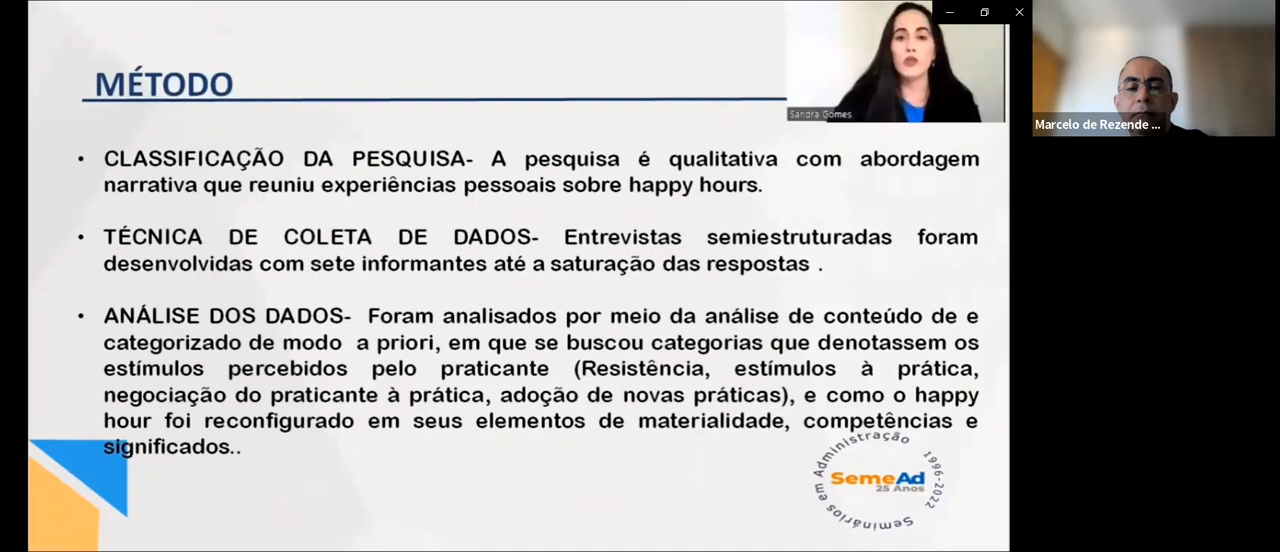 MÉTODO
Sandra Gomes
Marcelo de Rezende ...
• CLASSIFICAÇÃO DA PESQUISA- A pesquisa é qualitativa com abordagem
narrativa que reuniu experiências pessoais sobre happy hours.
• TÉCNICA DE COLETA DE DADOS- Entrevistas semiestruturadas foram
desenvolvidas com sete informantes até a saturação das respostas .
• ANÁLISE DOS DADOS- Foram analisados por meio da análise de conteúdo de e
categorizado de modo a priori, em que se buscou categorias que denotassem os
estímulos percebidos pelo praticante (Resistência, estímulos à prática,
negociação do praticante à prática, adoção de novas práticas), e como o happy
hour foi reconfigurado em seus elementos de materialidade, competências e
significados..
Seminários em Administração 1996-2022
SemeAd
25 Anos